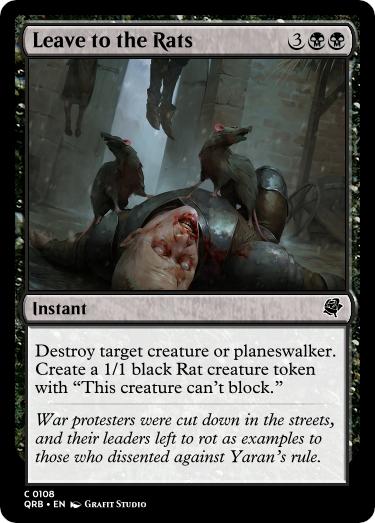 Leave to the Rats 3
Instant
Destroy target creature or planeswalker.
Create a 1/1 black Rat creature token
with “This creature can’t block.”
War protesters were cut down in the streets,
and their leaders left to rot as examples to
those who dissented against Yaran’s rule.
C 0108
QRB • EN Grafit Studio